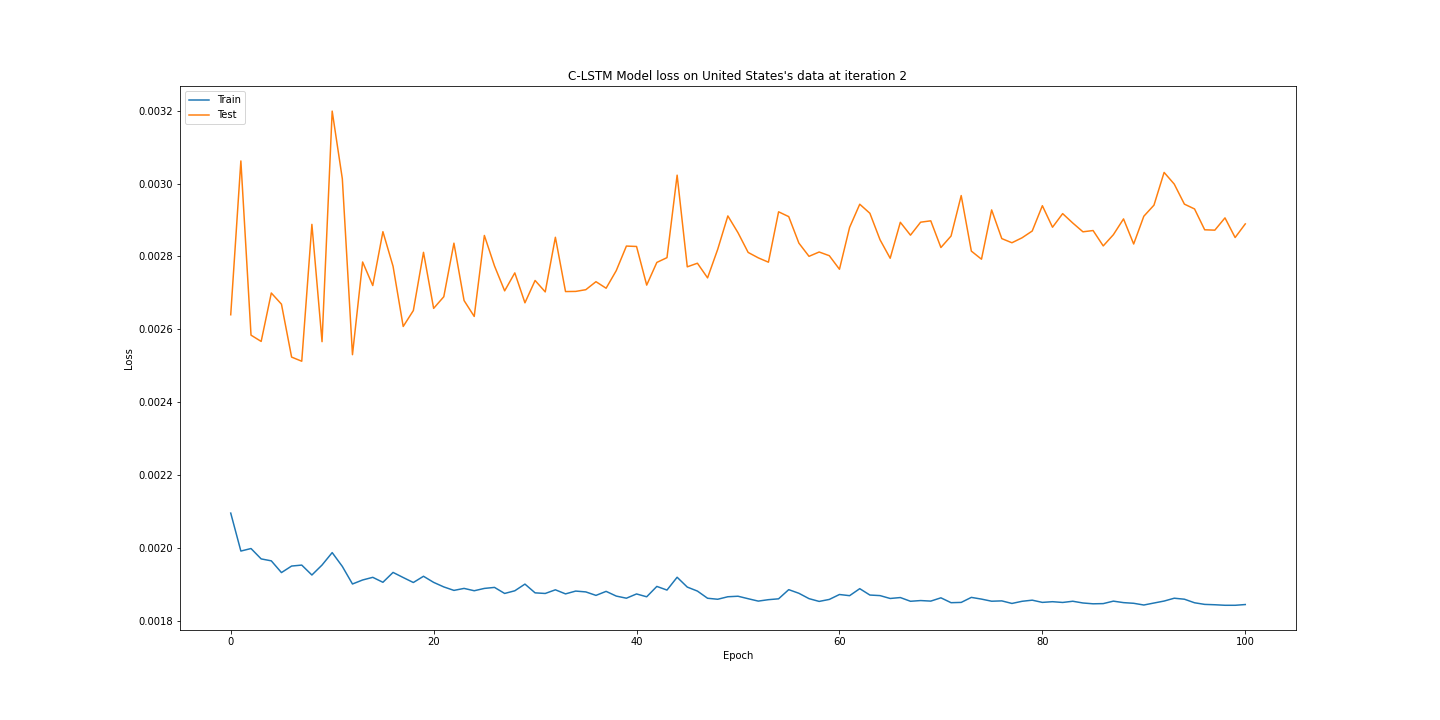 C-LSTM Model loss on United States's data at iteration 2
Train
Test
0.0032
0.0030
0.0028
0.0026
0.0024
0.0022
0.0020
0.0018
Loss
0 20 40 60 80 100
Epoch